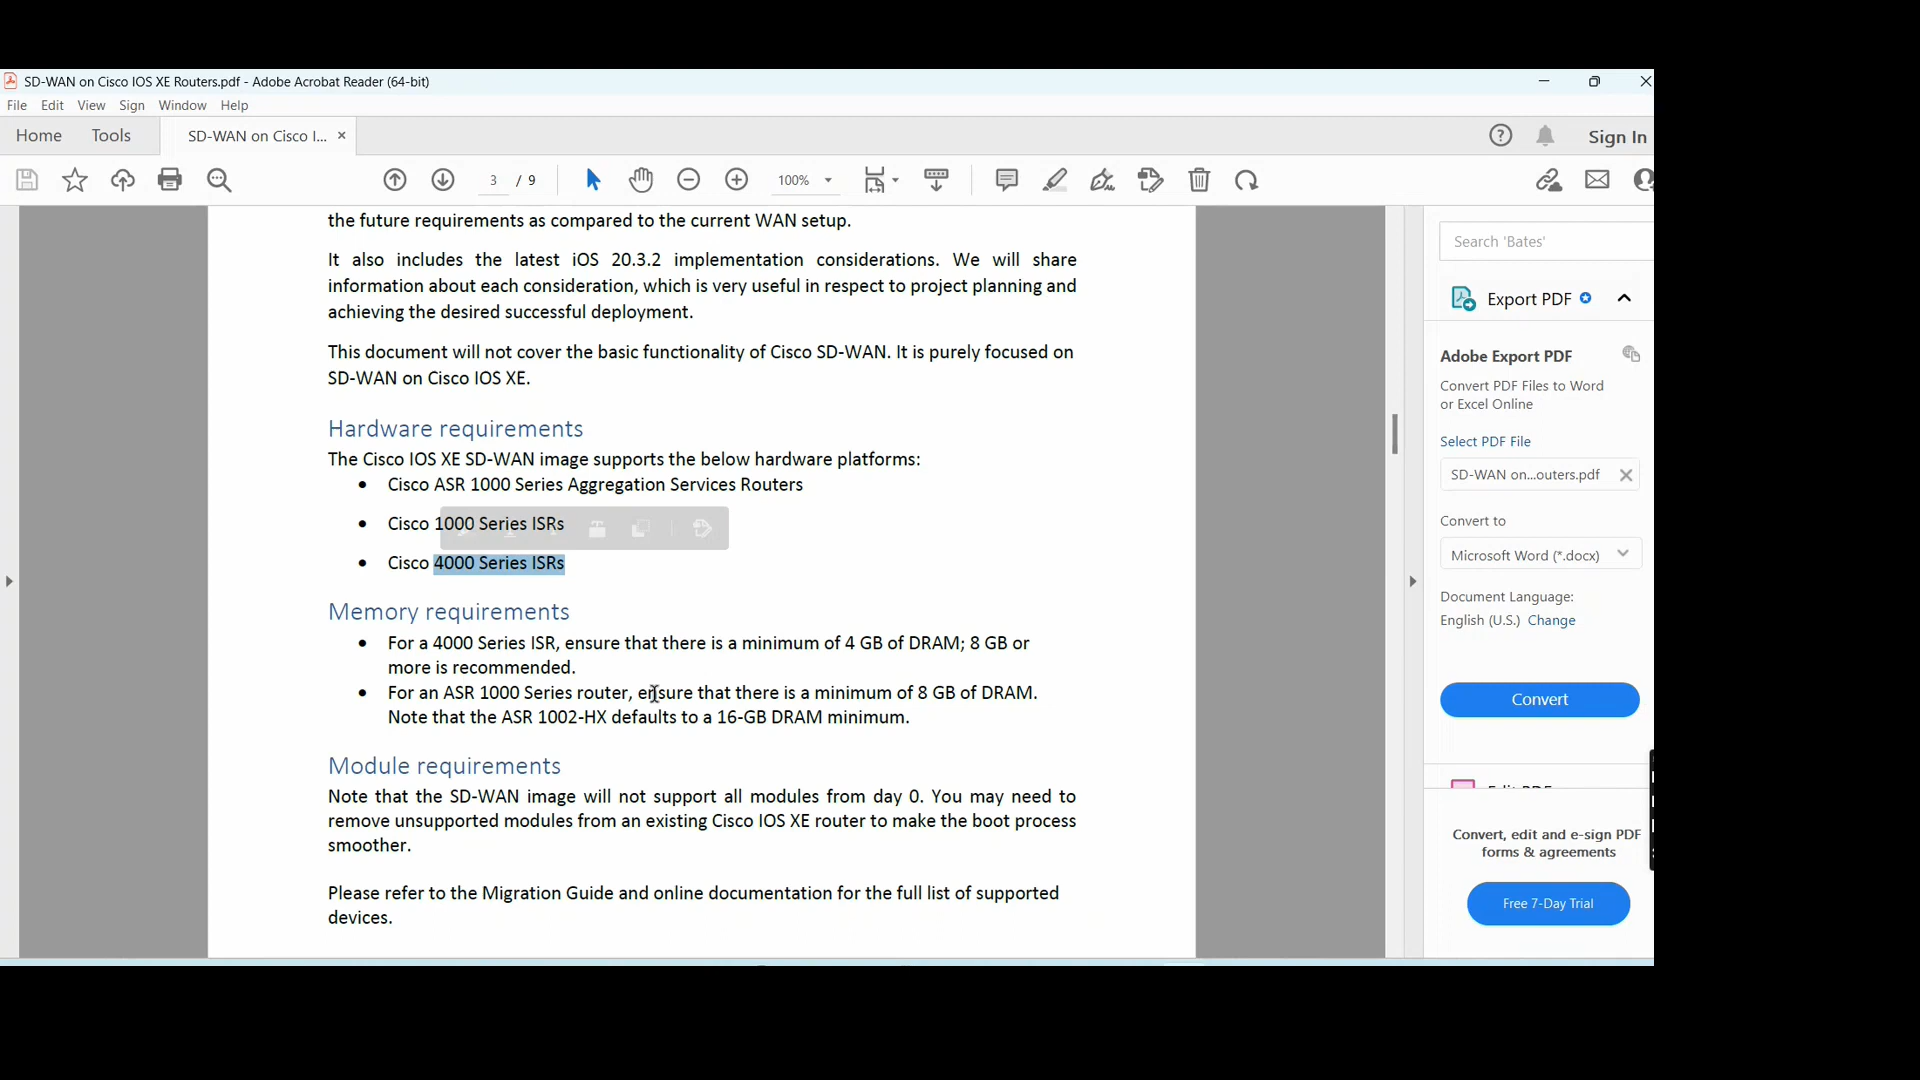 SD-WAN on Cisco IOS XE Routers.pdf - Adobe Acrobat Reader (64-bit)
File Edit View Sign Window Help
Home Tools SD-WAN on Cisco I... Sign In
3 / 9 100%
the future requirements as compared to the current WAN setup.
It also includes the latest iOS 20.3.2 implementation considerations. We will share
information about each consideration, which is very useful in respect to project planning and
achieving the desired successful deployment.
This document will not cover the basic functionality of Cisco SD-WAN. It is purely focused on
SD-WAN on Cisco IOS XE.
Hardware requirements
The Cisco IOS XE SD-WAN image supports the below hardware platforms:
• Cisco ASR 1000 Series Aggregation Services Routers
• Cisco 1000 Series ISRs
• Cisco 4000 Series ISRs
Memory requirements
• For a 4000 Series ISR, ensure that there is a minimum of 4 GB of DRAM; 8 GB or
more is recommended.
• For an ASR 1000 Series router, ensure that there is a minimum of 8 GB of DRAM.
Note that the ASR 1002-HX defaults to a 16-GB DRAM minimum.
Module requirements
Note that the SD-WAN image will not support all modules from day 0. You may need to
remove unsupported modules from an existing Cisco IOS XE router to make the boot process
smoother.
Please refer to the Migration Guide and online documentation for the full list of supported
devices.
Search 'Bates'
Export PDF
Adobe Export PDF
Convert PDF Files to Word
or Excel Online
Select PDF File
SD-WAN on...outers.pdf
Convert to
Microsoft Word (*.docx)
Document Language:
English (U.S.) Change
Convert
Edit PDF
Convert, edit and e-sign PDF
forms & agreements
Free 7-Day Trial